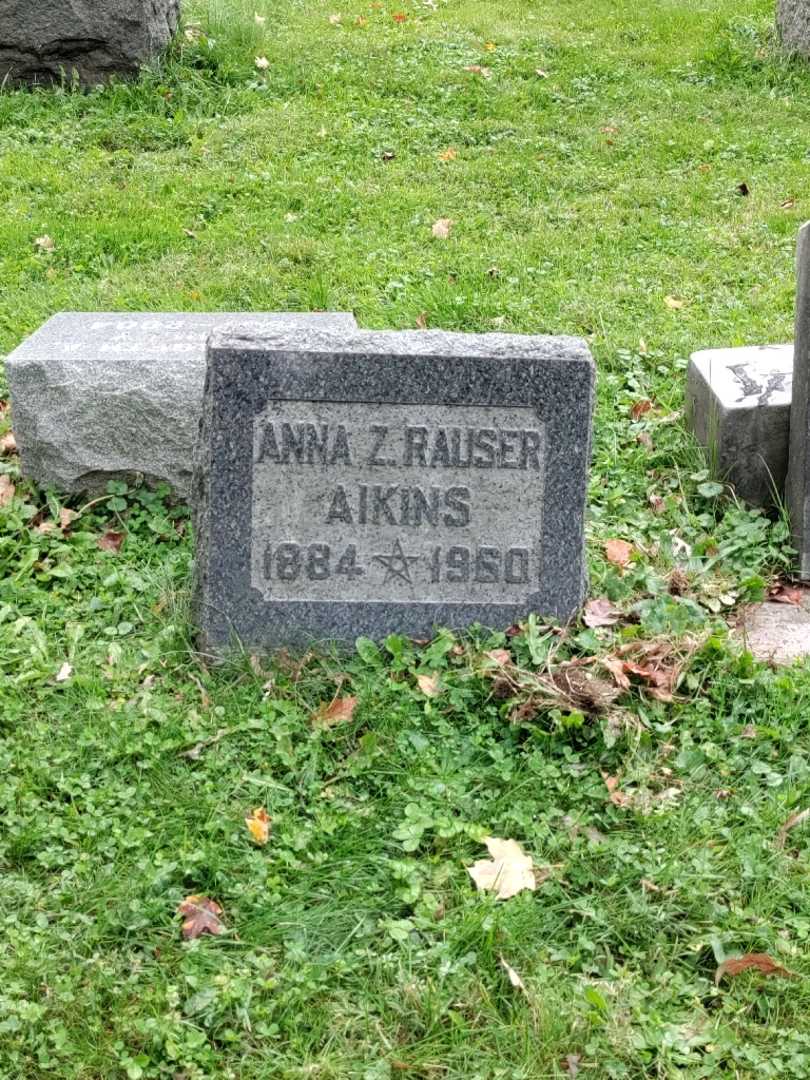 ANNA Z. RAUSER
AIKINS
1884 1960